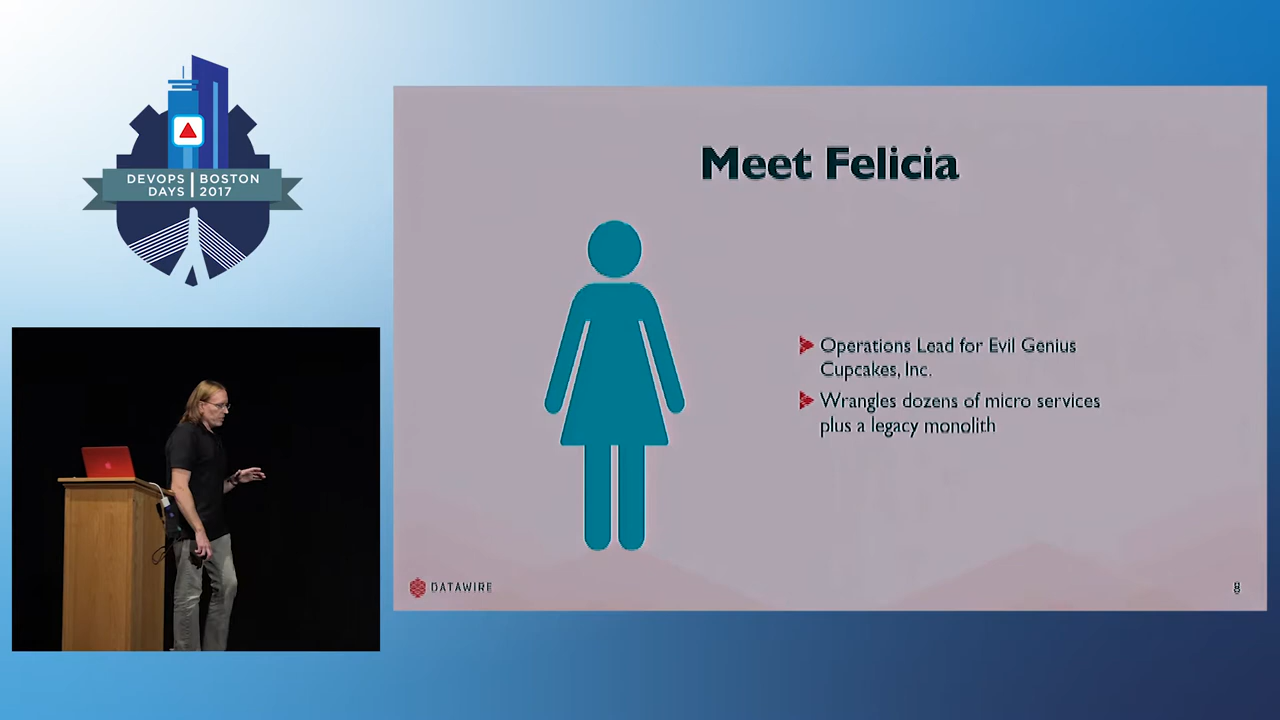 DEVOPS BOSTON
DAYS 2017
Meet Felicia
Operations Lead for Evil Genius
Cupcakes, Inc.
Wrangles dozens of micro services
plus a legacy monolith
DATAWIRE
8